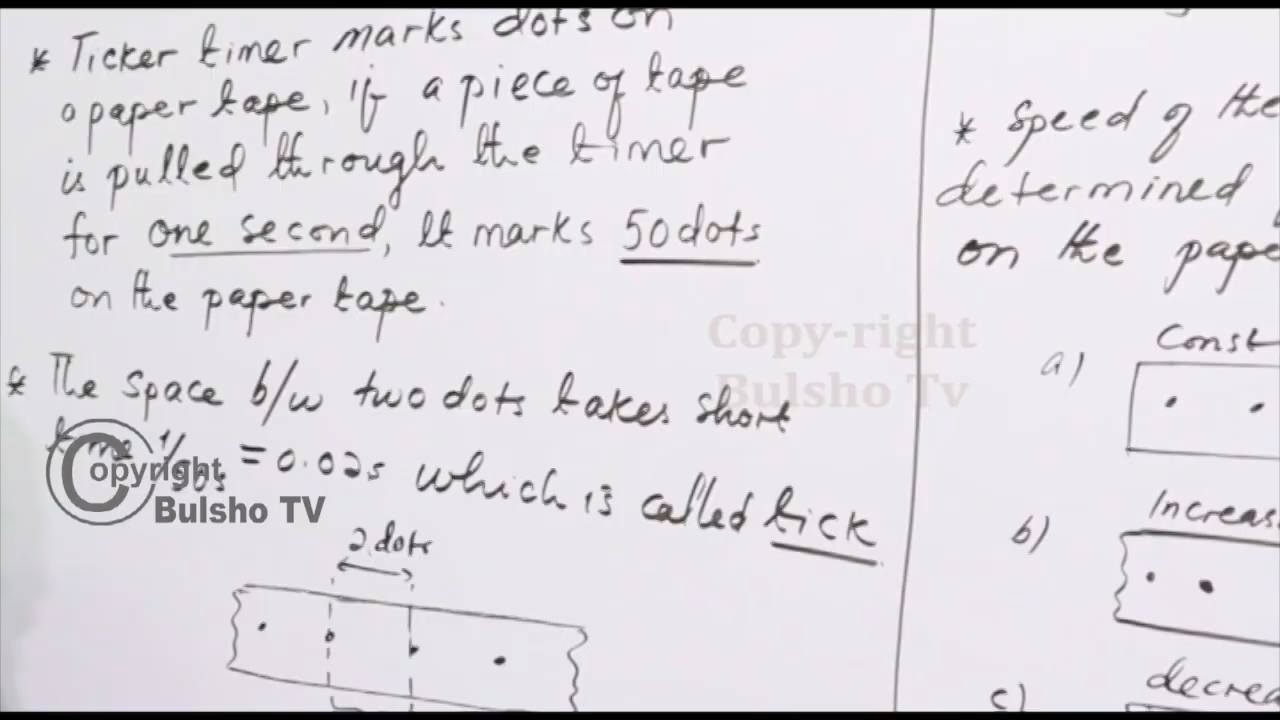 * Ticker timer marks dots on
a paper tape, if a piece of tape
is pulled through the timer
for one second, It marks 50 dots
on the paper tape.
* The space b/w two dots takes short
time 1/50s = 0.02s which is called tick
2 dots
* Speed of the
determined
on the pape
a) Const
b) Increas
c) decrea
Copy-right
Bulsho Tv
Copyright
Bulsho TV